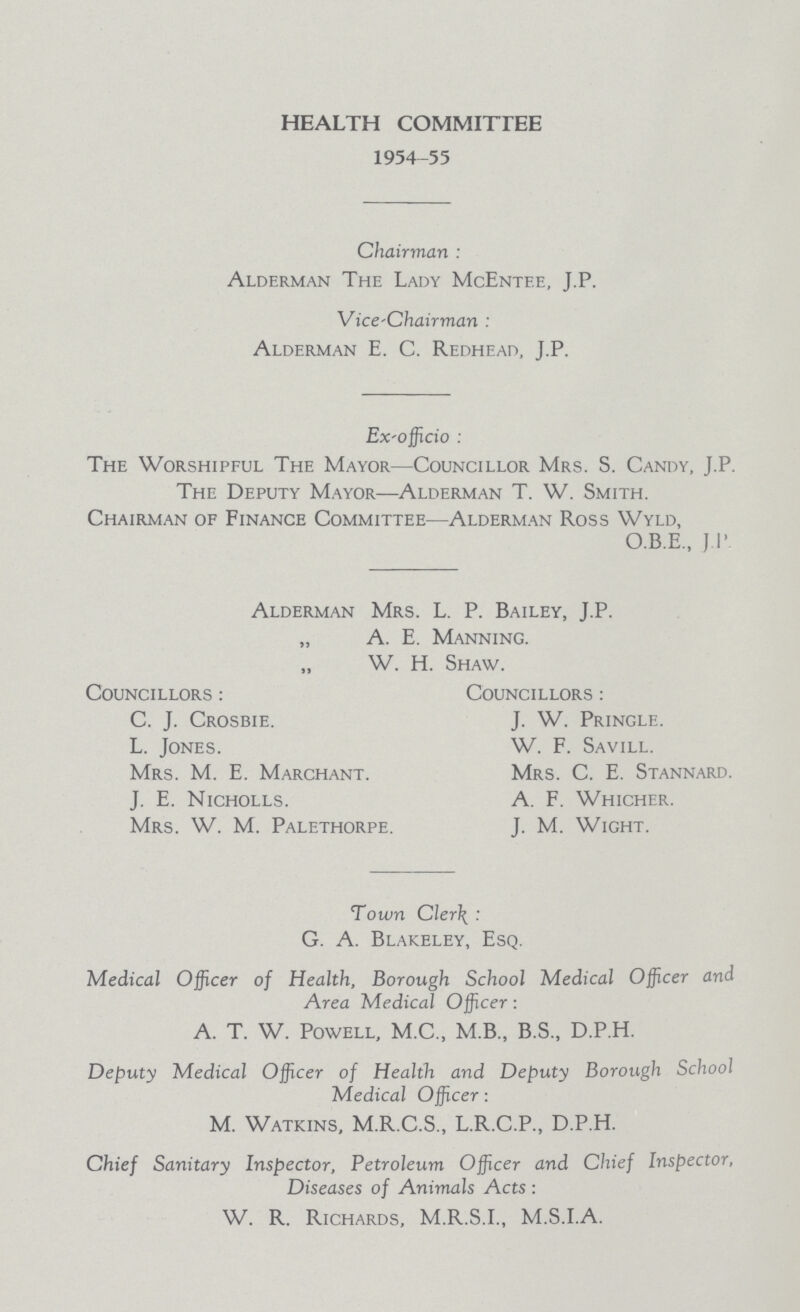 HEALTH COMMITTEE
1954-55
Chairman :
Alderman The Lady McEntee, J.P.
Vice-Chairman :
Alderman E. C. Redhead, J.P.
Ex-officio :
The Worshipful The Mayor—Councillor Mrs. S. Candy, J.P.
The Deputy Mayor—Alderman T. W. Smith.
Chairman of Finance Committee—Alderman Ross Wyld,
O.B.E., J.P.
Alderman Mrs. L. P. Bailey, J.P.
„ A. E. Manning.
„ W. H. Shaw.
Councillors :
C. J. Crosbie.
L. Jones.
Mrs. M. E. Marchant.
J. E. Nicholls.
Mrs. W. M. Palethorpe.
Councillors :
J. W. Pringle.
W. F. Savill.
Mrs. C. E. Stannard.
A. F. Whicher.
J. M. Wight.
Town Clerk :
G. A. Blakeley, Esq.
Medical Officer of Health, Borough School Medical Officer and
Area Medical Officer :
A. T. W. Powell, M.C., M.B., B.S., D.P.H.
Deputy Medical Officer of Health and Deputy Borough School
Medical Officer :
M. Watkins, M.R.C.S., L.R.C.P., D.P.H.
Chief Sanitary Inspector, Petroleum Officer and Chief Inspector,
Diseases of Animals Acts :
W. R. Richards, M.R.S.I., M.S.I.A.